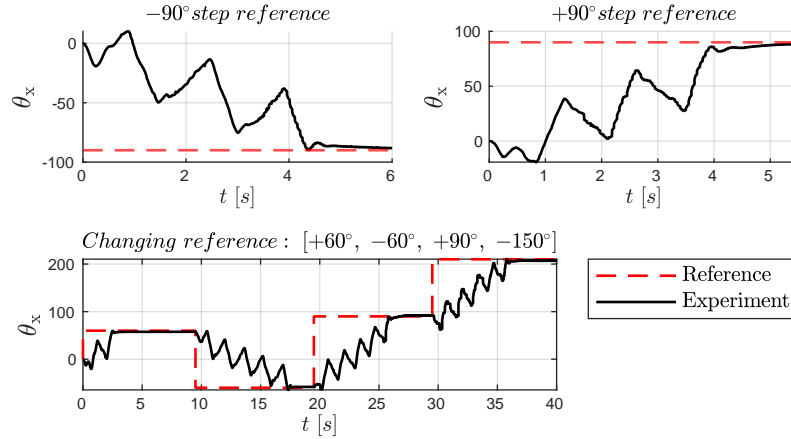 −90° step reference
0
-50
-100
θx
0 2 4 6
t [s]
+90° step reference
100
50
0
θx
0 1 2 3 4 5
t [s]
Changing reference : [+60°, −60°, +90°, −150°]
200
100
0
θx
0 5 10 15 20 25 30 35 40
t [s]
Reference
Experiment